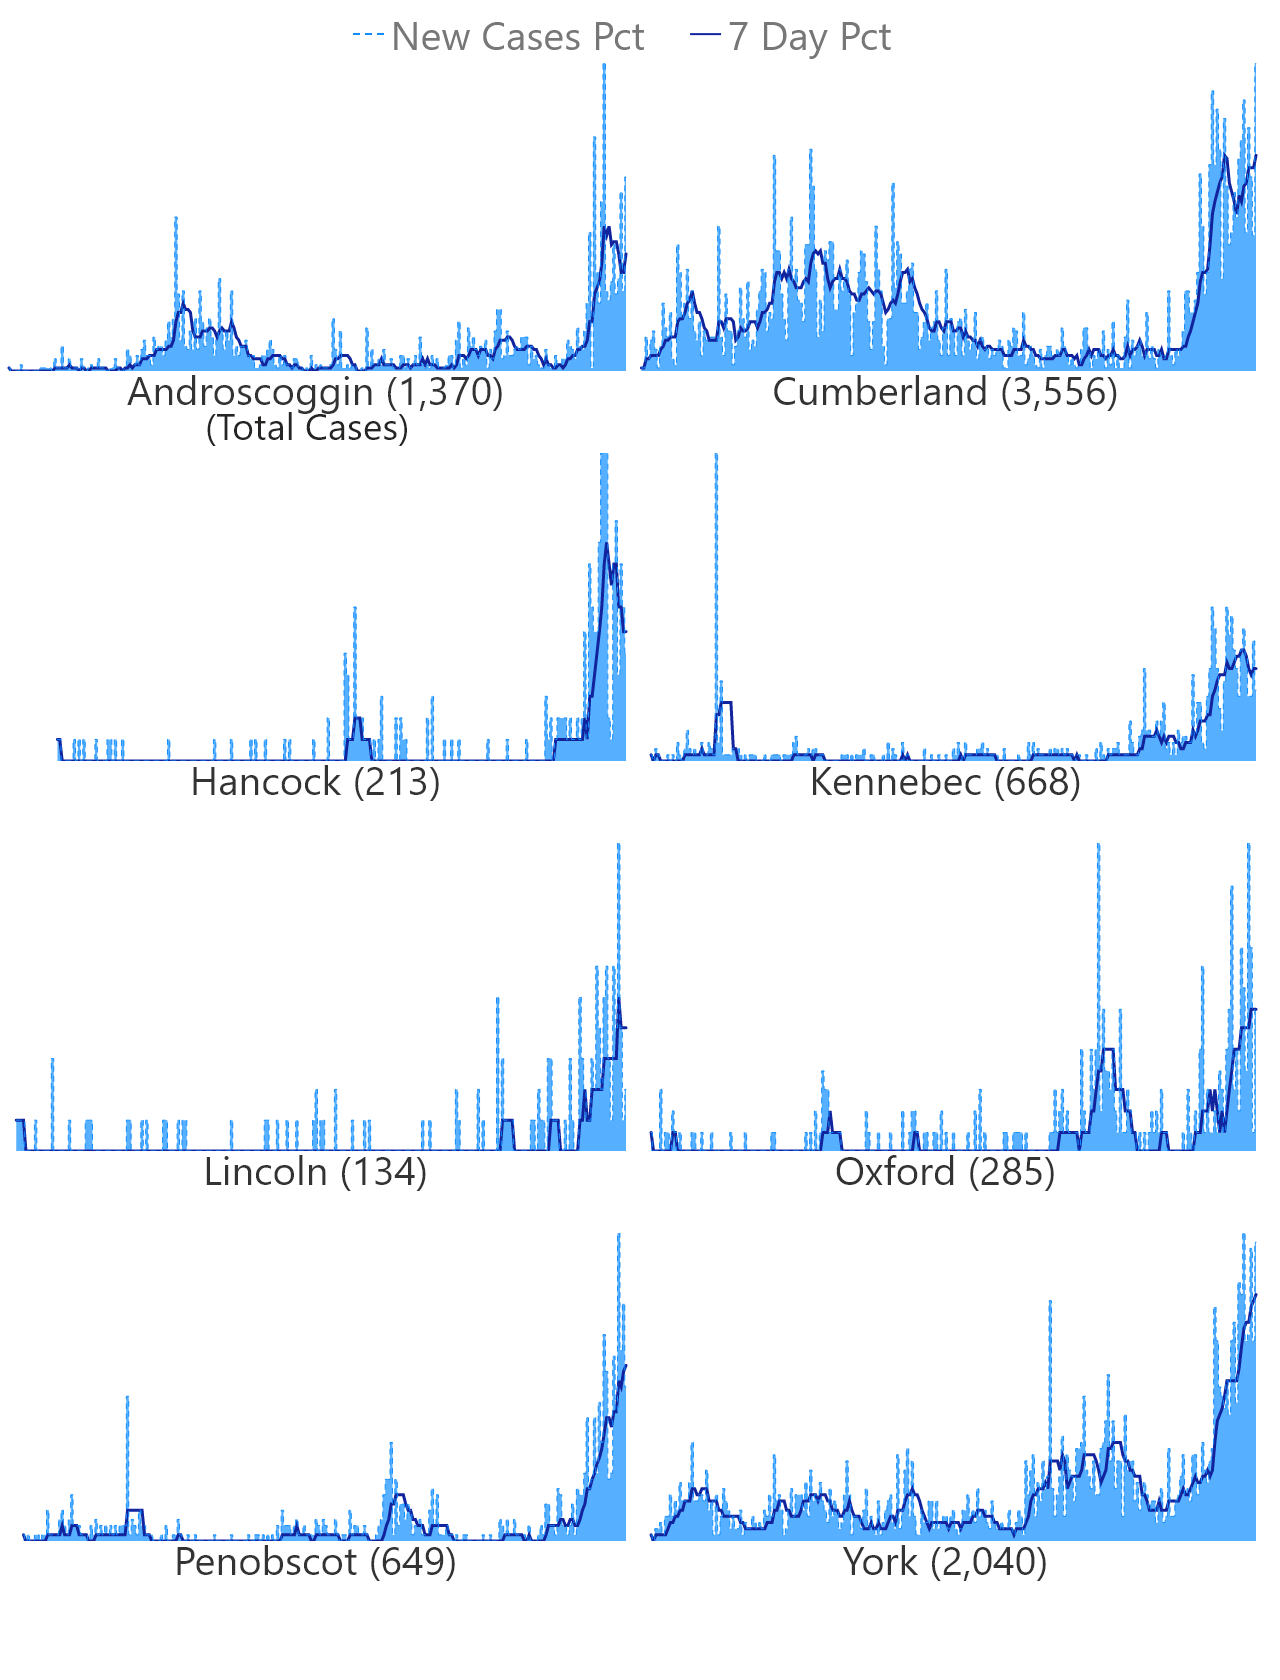 New Cases Pct 7 Day Pct
Androscoggin (1,370)
(Total Cases)
Cumberland (3,556)
Hancock (213)
Kennebec (668)
Lincoln (134)
Oxford (285)
Penobscot (649)
York (2,040)